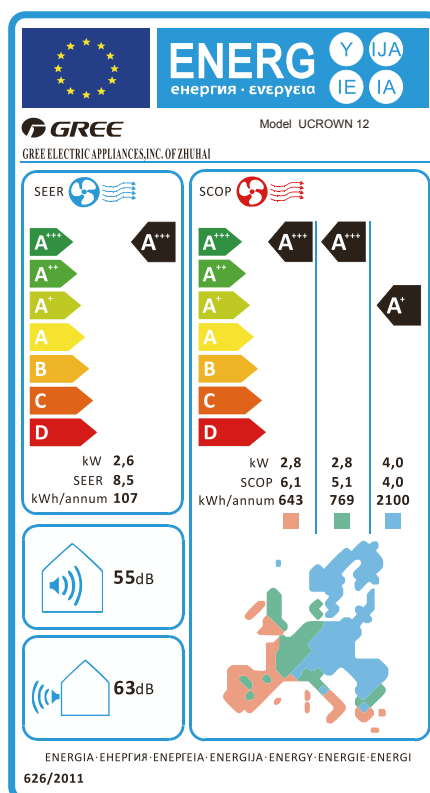 ENERG
енергия · ενεργεια
Y IJA
IE IA
GREE
Model UCROWN 12
GREE ELECTRIC APPLIANCES,INC. OF ZHUHAI
SEER
A+++
A+++
A++
A+
A
B
C
D
kW 2,6
SEER 8,5
kWh/annum 107
SCOP
A+++
A+++ A+++
A++
A+
A+
A
B
C
D
kW 2,8 2,8 4,0
SCOP 6,1 5,1 4,0
kWh/annum 643 769 2100
55dB
63dB
ENERGIA·ЕНЕРГИЯ·ΕΝΕΡΓΕΙΑ·ENERGIJA·ENERGY·ENERGIE·ENERGI
626/2011